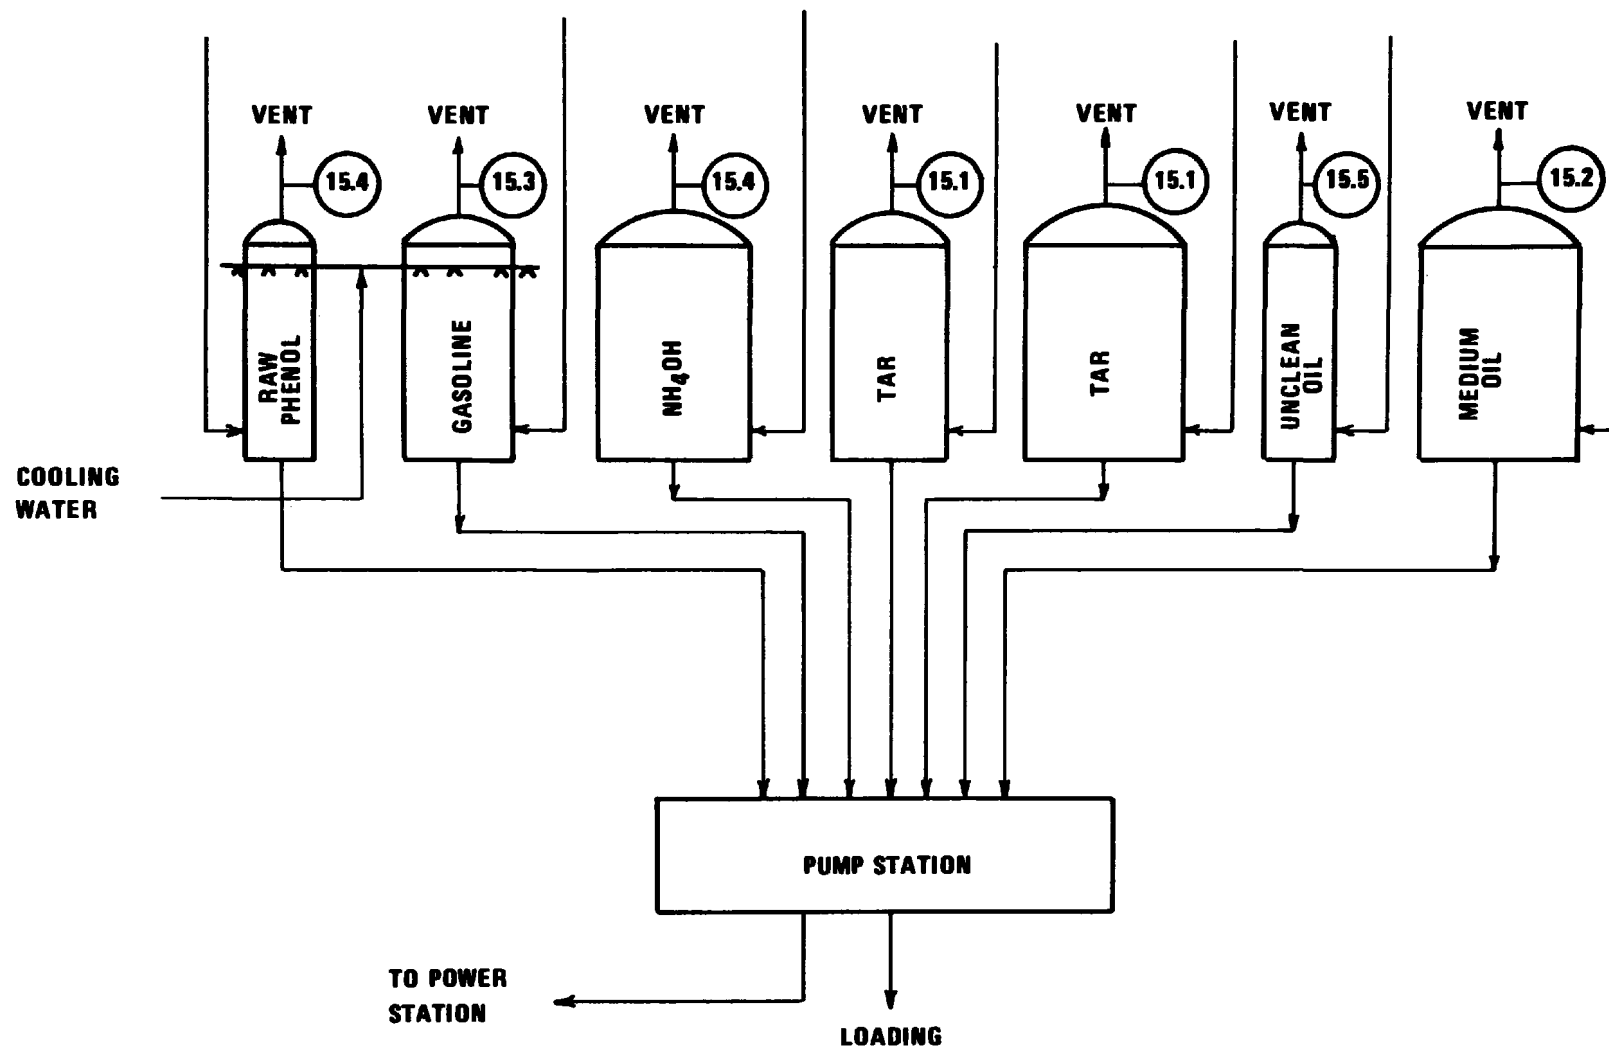 VENT
VENT
VENT
VENT
VENT
VENT
VENT
15.4
15.3
15.4
15.1
15.1
15.5
15.2
RAW
PHENOL
GASOLINE
NH4OH
TAR
TAR
UNCLEAN
OIL
MEDIUM
OIL
COOLING
WATER
PUMP STATION
TO POWER
STATION
LOADING